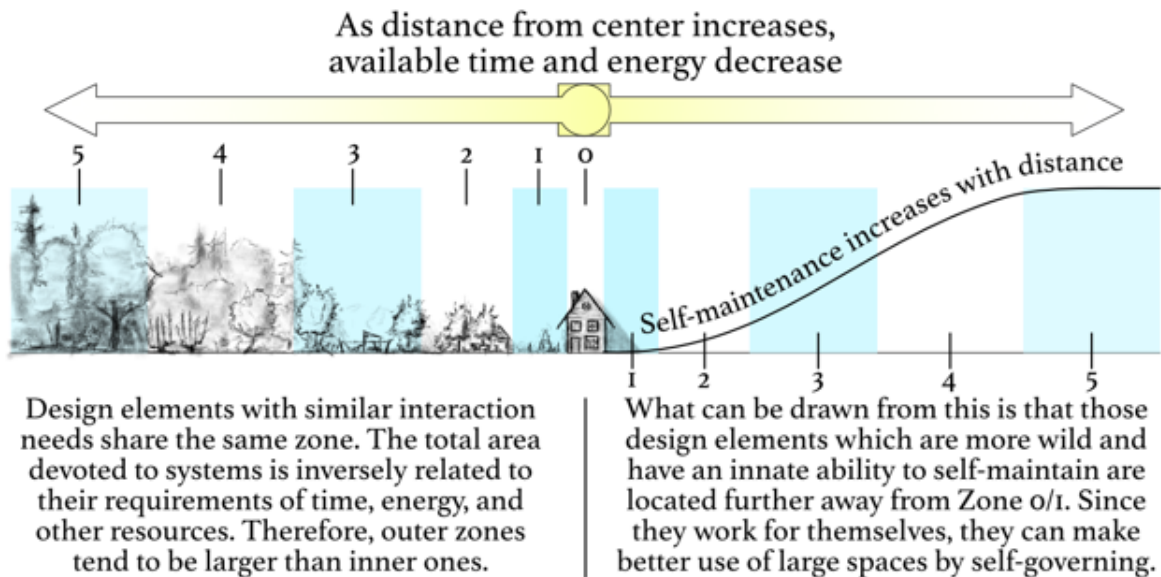 As distance from center increases,
available time and energy decrease
5 4 3 2 1 0
Self-maintenance increases with distance
1 2 3 4 5
Design elements with similar interaction
needs share the same zone. The total area
devoted to systems is inversely related to
their requirements of time, energy, and
other resources. Therefore, outer zones
tend to be larger than inner ones.
What can be drawn from this is that those
design elements which are more wild and
have an innate ability to self-maintain are
located further away from Zone 0/1. Since
they work for themselves, they can make
better use of large spaces by self-governing.